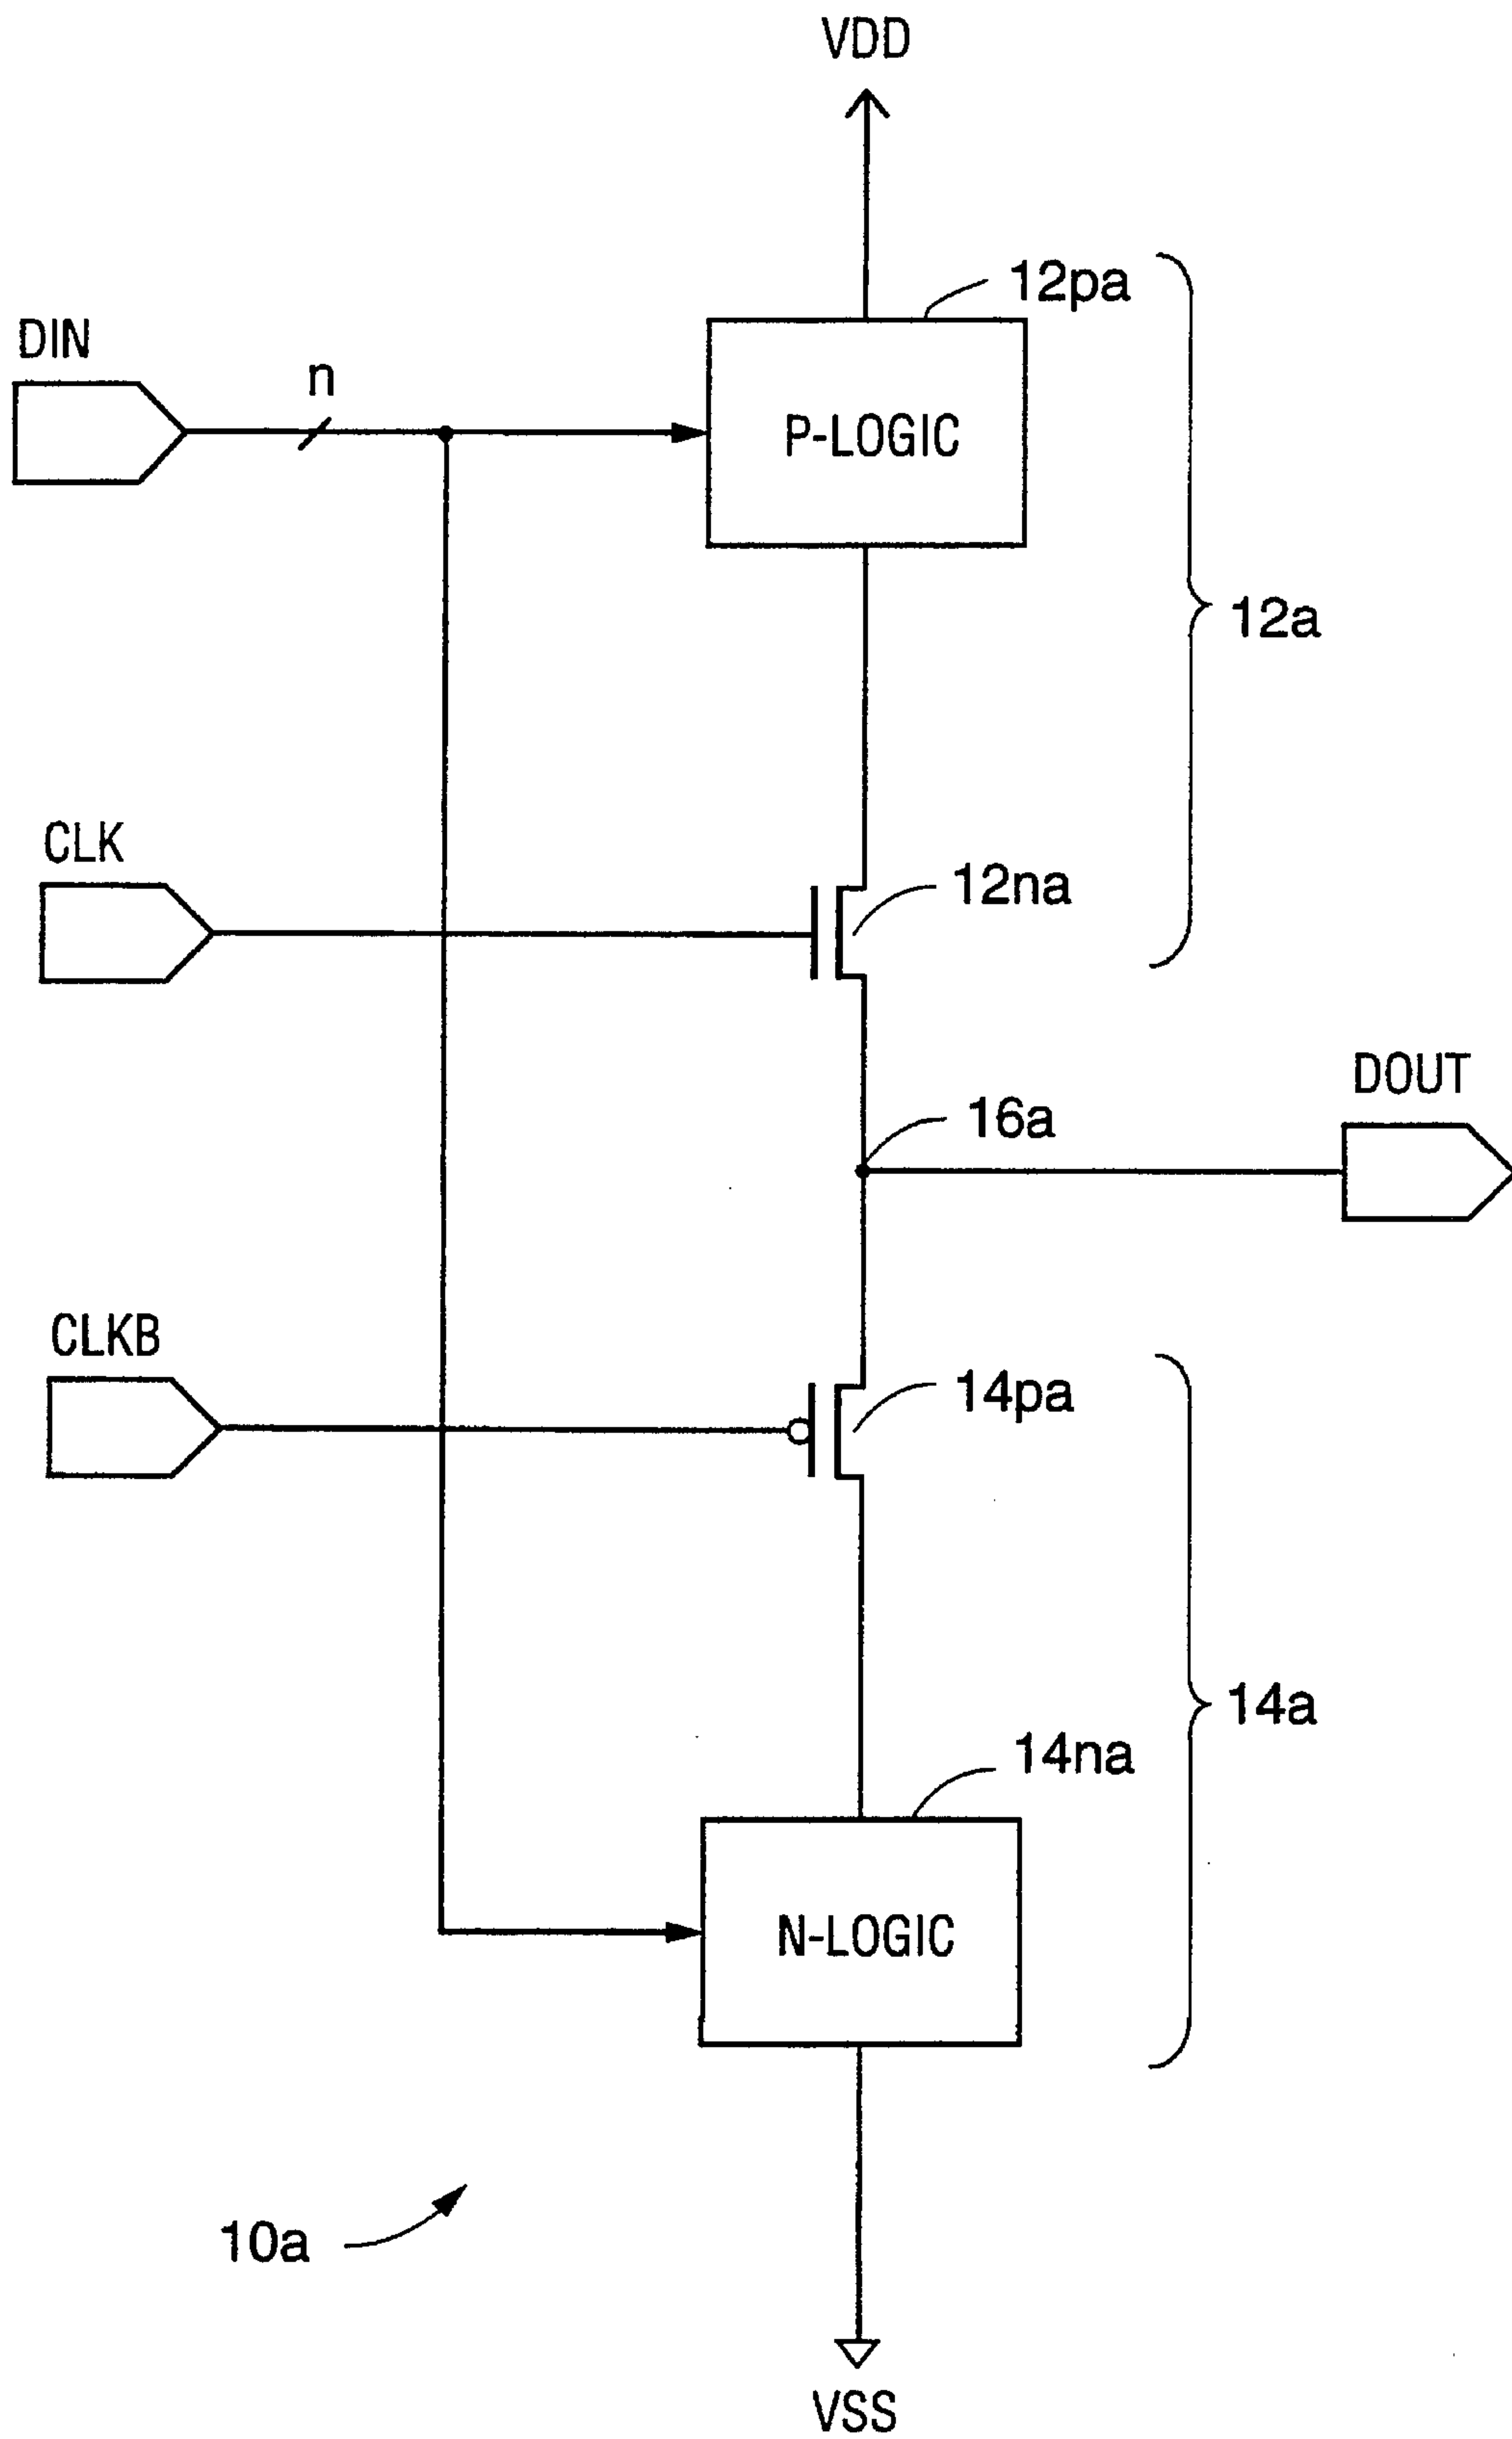 VDD
12pa
DIN
n
P-LOGIC
12a
CLK
12na
DOUT
16a
CLKB
14pa
14a
14na
N-LOGIC
10a
VSS